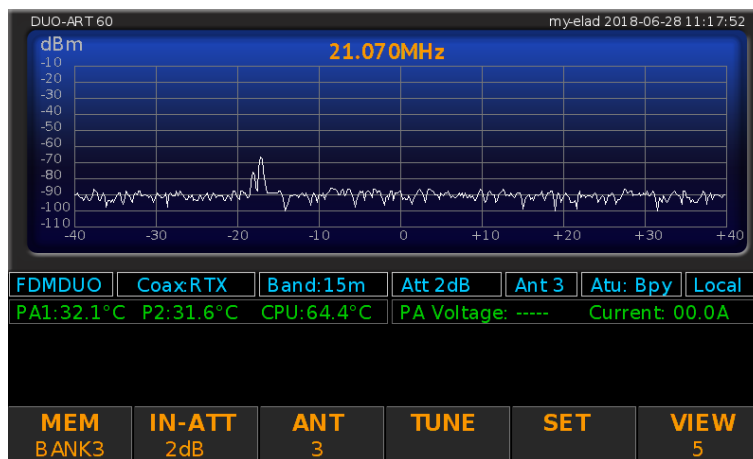 DUO-ART 60 my-elad 2018-06-28 11:17:52
dBm 21.070MHz
-10
-20
-30
-40
-50
-60
-70
-80
-90
-100
-110
-40 -30 -20 -10 0 +10 +20 +30 +40
FDMDUO Coax:RTX Band:15m Att 2dB Ant 3 Atu: Bpy Local
PA1:32.1°C P2:31.6°C CPU:64.4°C PA Voltage: ----- Current: 00.0A
MEM IN-ATT ANT TUNE SET VIEW
BANK3 2dB 3 5